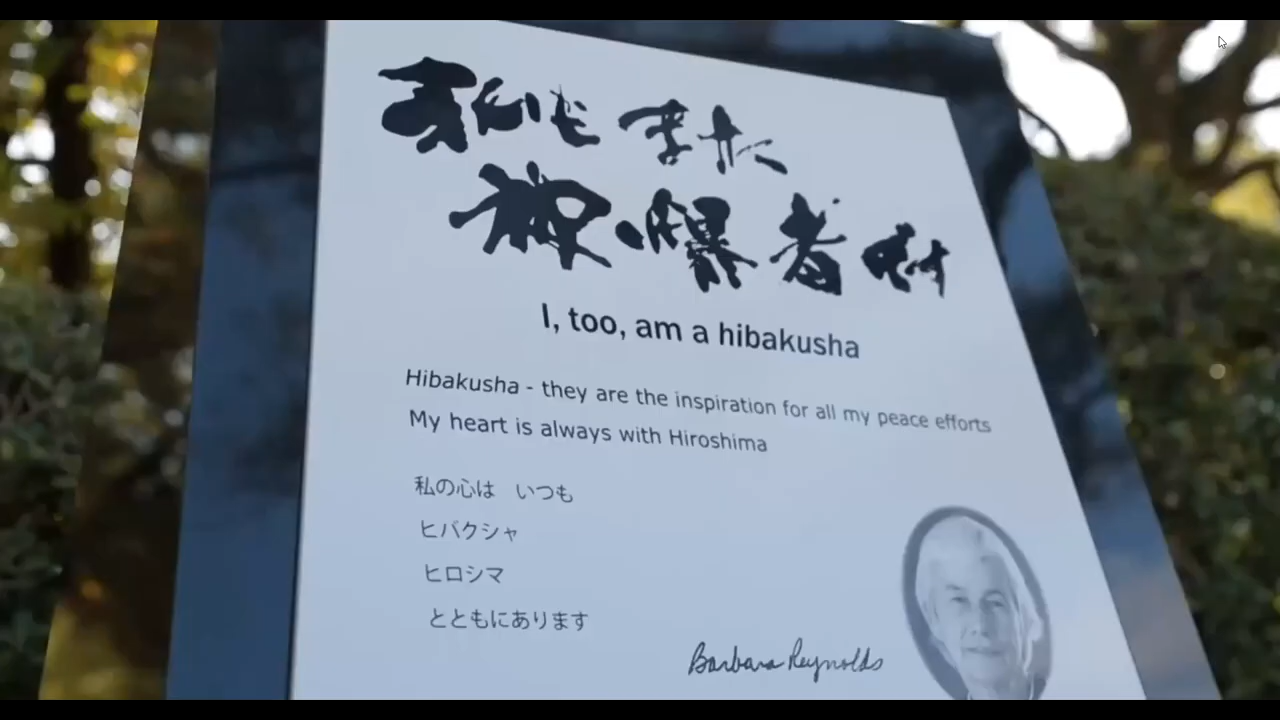 私もまた
被爆者です
I, too, am a hibakusha
Hibakusha - they are the inspiration for all my peace efforts
My heart is always with Hiroshima
私の心は　いつも
ヒバクシャ
ヒロシマ
とともにあります
Barbara Reynolds